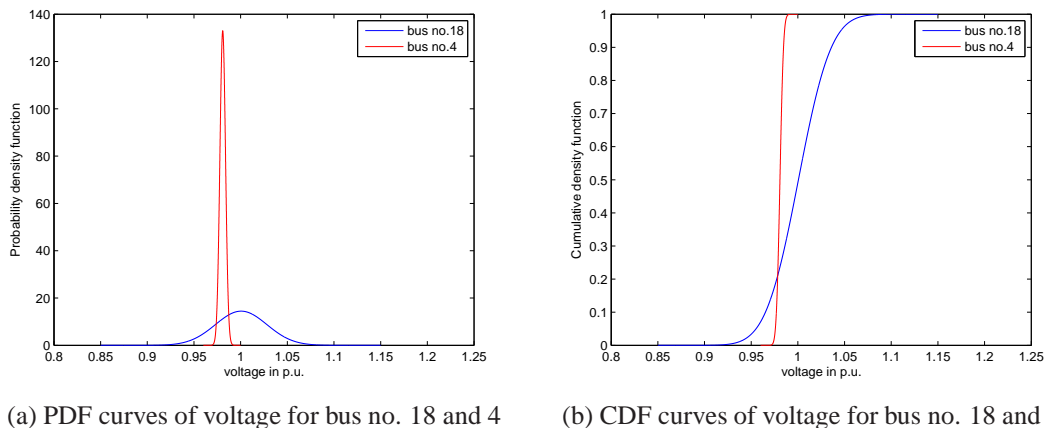 140
120
100
80
60
40
20
0
Probability density function
0.8 0.85 0.9 0.95 1 1.05 1.1 1.15 1.2 1.25
voltage in p.u.
bus no.18
bus no.4
(a) PDF curves of voltage for bus no. 18 and 4
1
0.9
0.8
0.7
0.6
0.5
0.4
0.3
0.2
0.1
0
Cumulative density function
0.8 0.85 0.9 0.95 1 1.05 1.1 1.15 1.2 1.25
voltage in p.u.
bus no.18
bus no.4
(b) CDF curves of voltage for bus no. 18 and